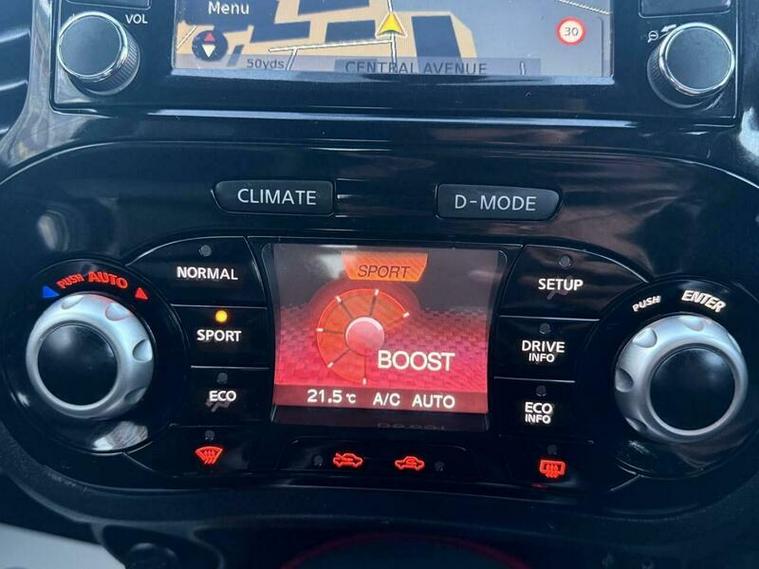 VOL
Menu
30
50yds
CENTRAL AVENUE
CLIMATE
D-MODE
PUSH AUTO
NORMAL
SPORT
ECO
SPORT
BOOST
21.5℃ A/C AUTO
SETUP
DRIVE
INFO
ECO
INFO
PUSH ENTER